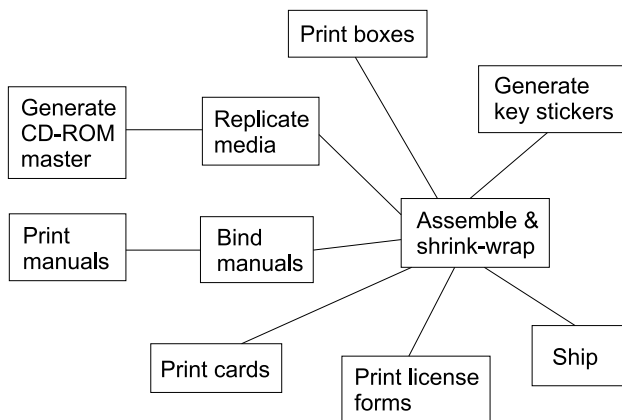 Print boxes
Generate
key stickers
Generate
CD-ROM
master
Replicate
media
Assemble &
shrink-wrap
Print
manuals
Bind
manuals
Print cards
Print license
forms
Ship